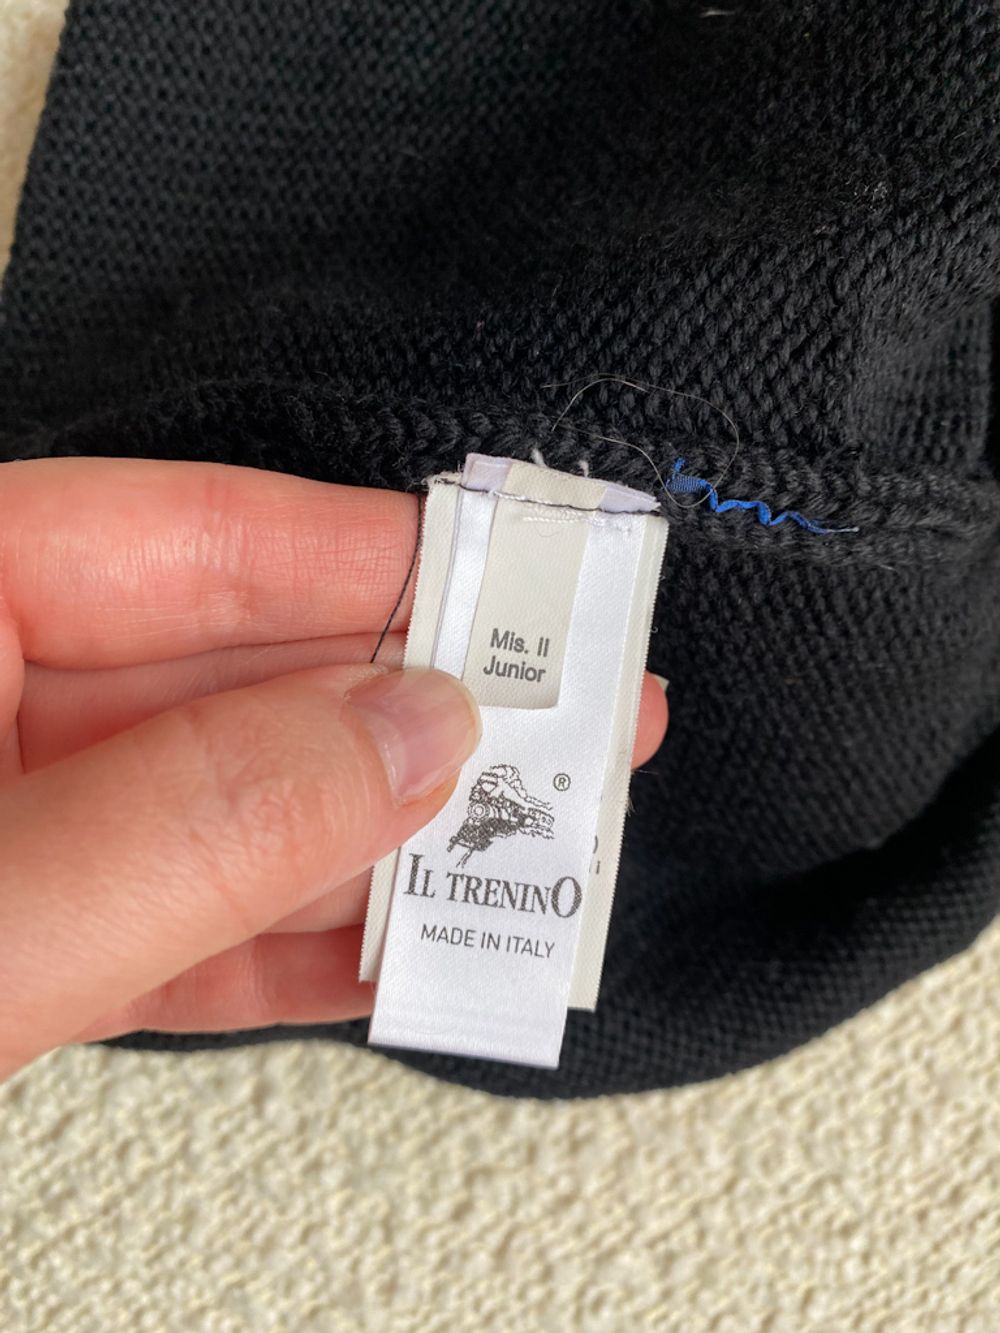 Mis. II
Junior
®
IL TRENINO
MADE IN ITALY